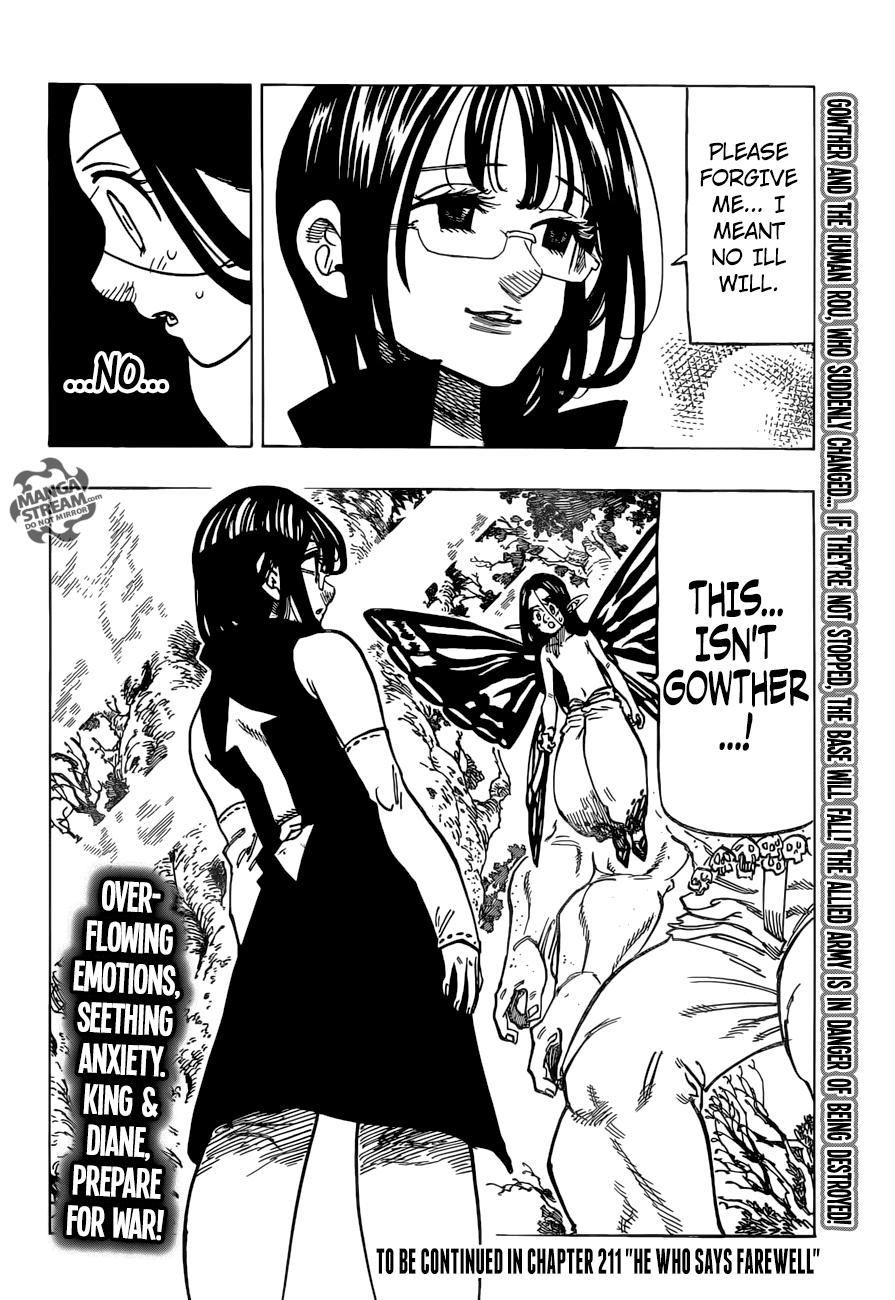 PLEASE
FORGIVE
ME... I
MEANT
NO ILL
WILL.
...NO...
GOWTHER AND THE HUMAN ROU, WHO SUDDENLY CHANGED... IF THEY'RE NOT STOPPED, THE BASE WILL FALL! THE ALLIED ARMY IS IN DANGER OF BEING DESTROYED!
MANGA
STREAM.com
DO NOT MIRROR
THIS...
ISN'T
GOWTHER
...!
OVER-
FLOWING
EMOTIONS,
SEETHING
ANXIETY.
KING &
DIANE,
PREPARE
FOR WAR!
TO BE CONTINUED IN CHAPTER 211 "HE WHO SAYS FAREWELL"